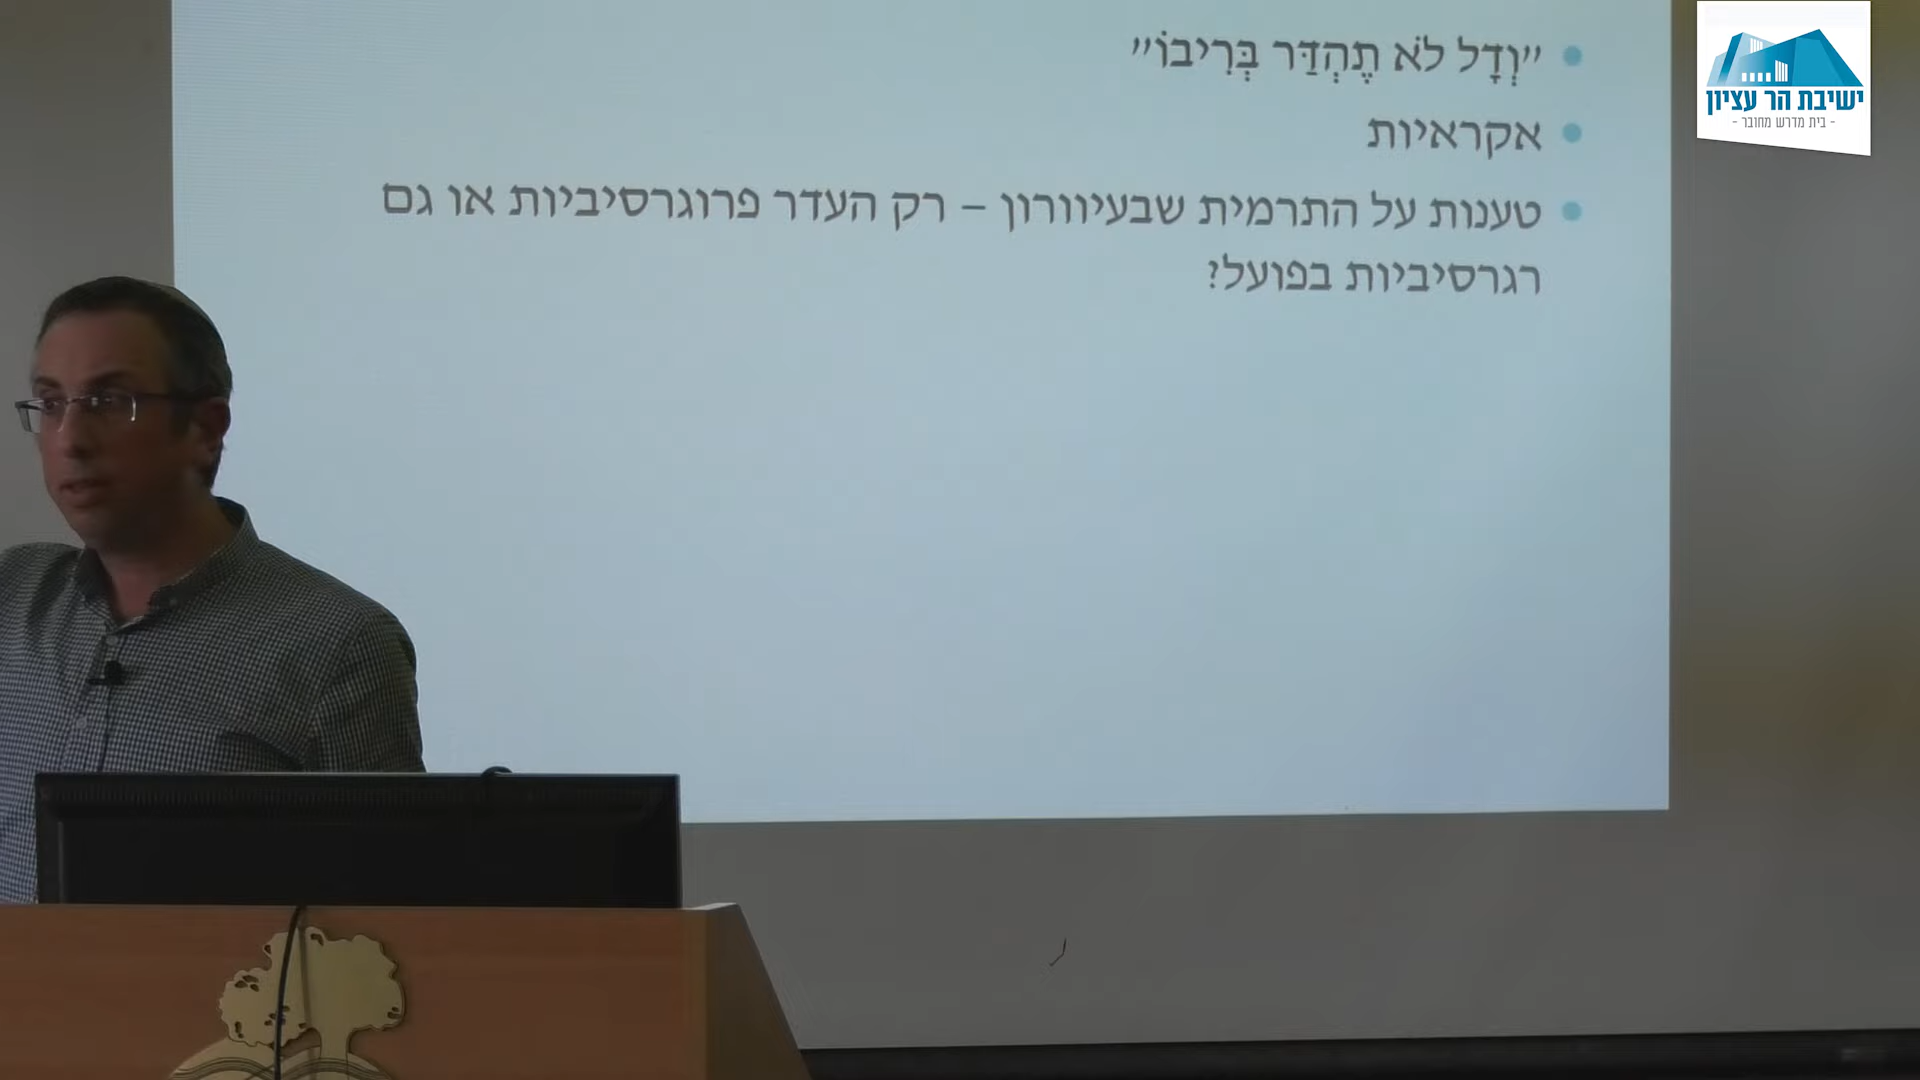 "וְדָל לֹא תֶהְדַּר בְּרִיבוֹ"
אקראיות
טענות על התרמית שבעיוורון – רק העדר פרוגרסיביות או גם
רגרסיביות בפועל?
ישיבת הר עציון
- בית מדרש מחובר -